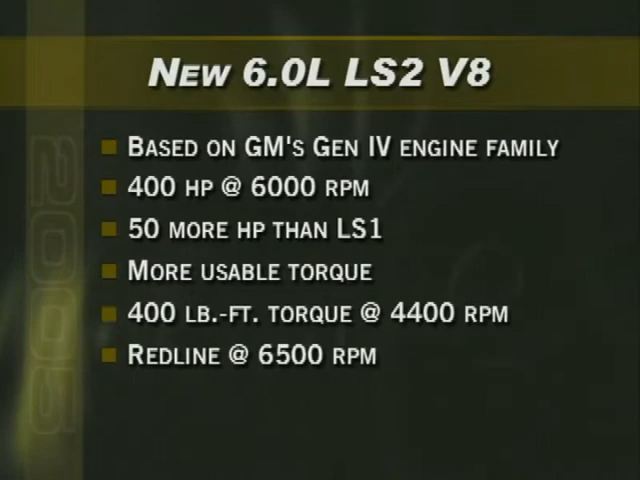 New 6.0L LS2 V8
Based on GM's Gen IV engine family
400 hp @ 6000 rpm
50 more hp than LS1
More usable torque
400 lb.-ft. torque @ 4400 rpm
Redline @ 6500 rpm
2005